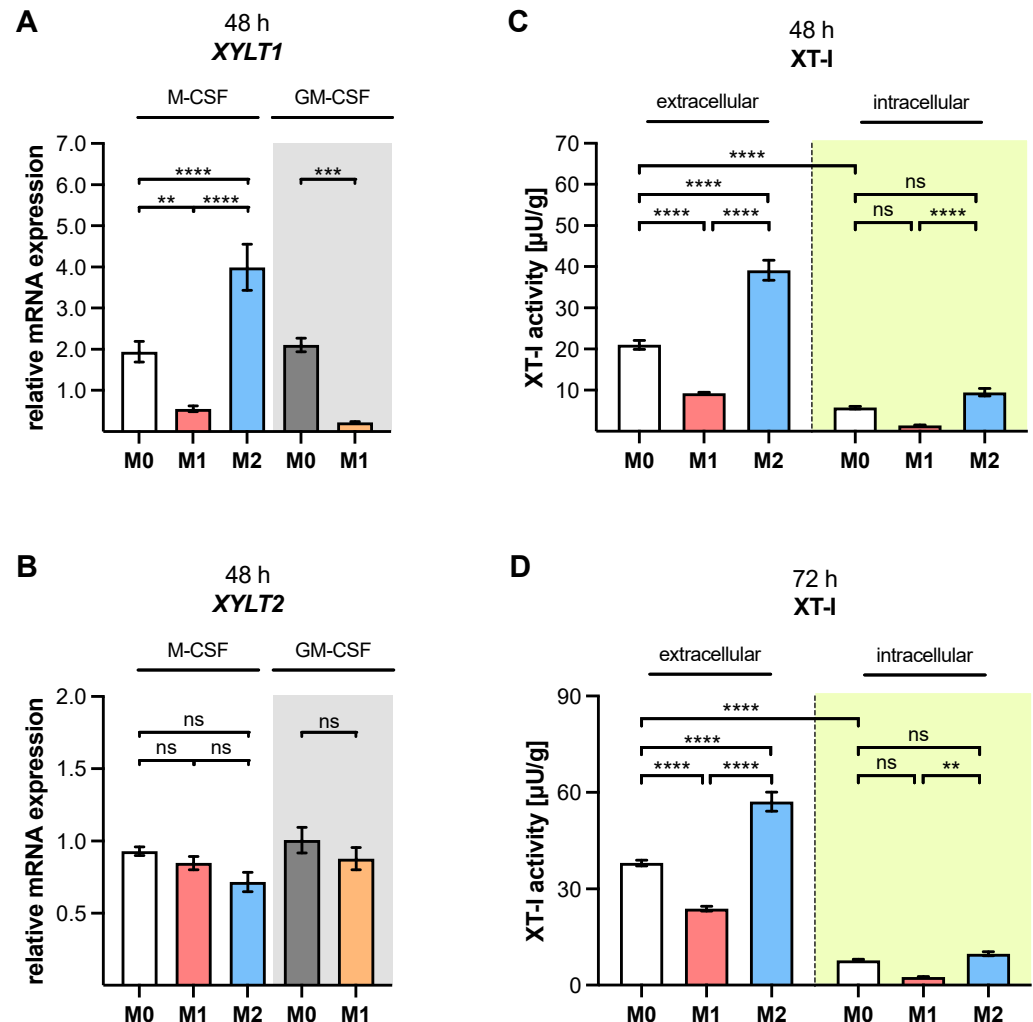 A
48 h
XYLT1
M-CSF GM-CSF
relative mRNA expression
7.0
6.0
5.0
4.0
3.0
2.0
1.0
**** ***
** ****
M0 M1 M2 M0 M1
C
48 h
XT-I
extracellular intracellular
XT-I activity [µU/g]
70
60
50
40
30
20
10
****
**** ns
**** **** ns ****
M0 M1 M2 M0 M1 M2
B
48 h
XYLT2
M-CSF GM-CSF
relative mRNA expression
2.0
1.5
1.0
0.5
ns ns
ns ns
M0 M1 M2 M0 M1
D
72 h
XT-I
extracellular intracellular
XT-I activity [µU/g]
90
60
30
0
****
**** ns
**** **** ns **
M0 M1 M2 M0 M1 M2